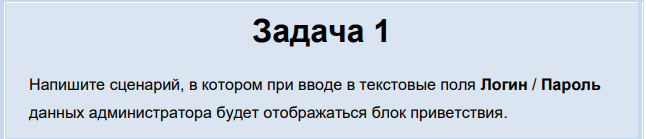 Задача 1
Напишите сценарий, в котором при вводе в текстовые поля Логин / Пароль
данных администратора будет отображаться блок приветствия.